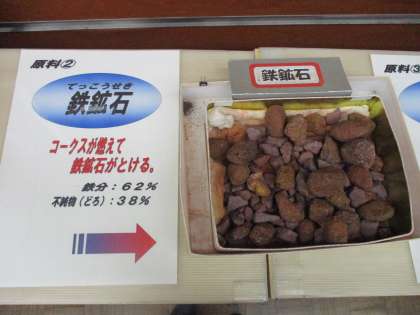 原料②
てっこうせき
鉄鉱石
コークスが燃えて
鉄鉱石がとける。
鉄分：62%
不純物（どろ）：38%
鉄鉱石
原料③